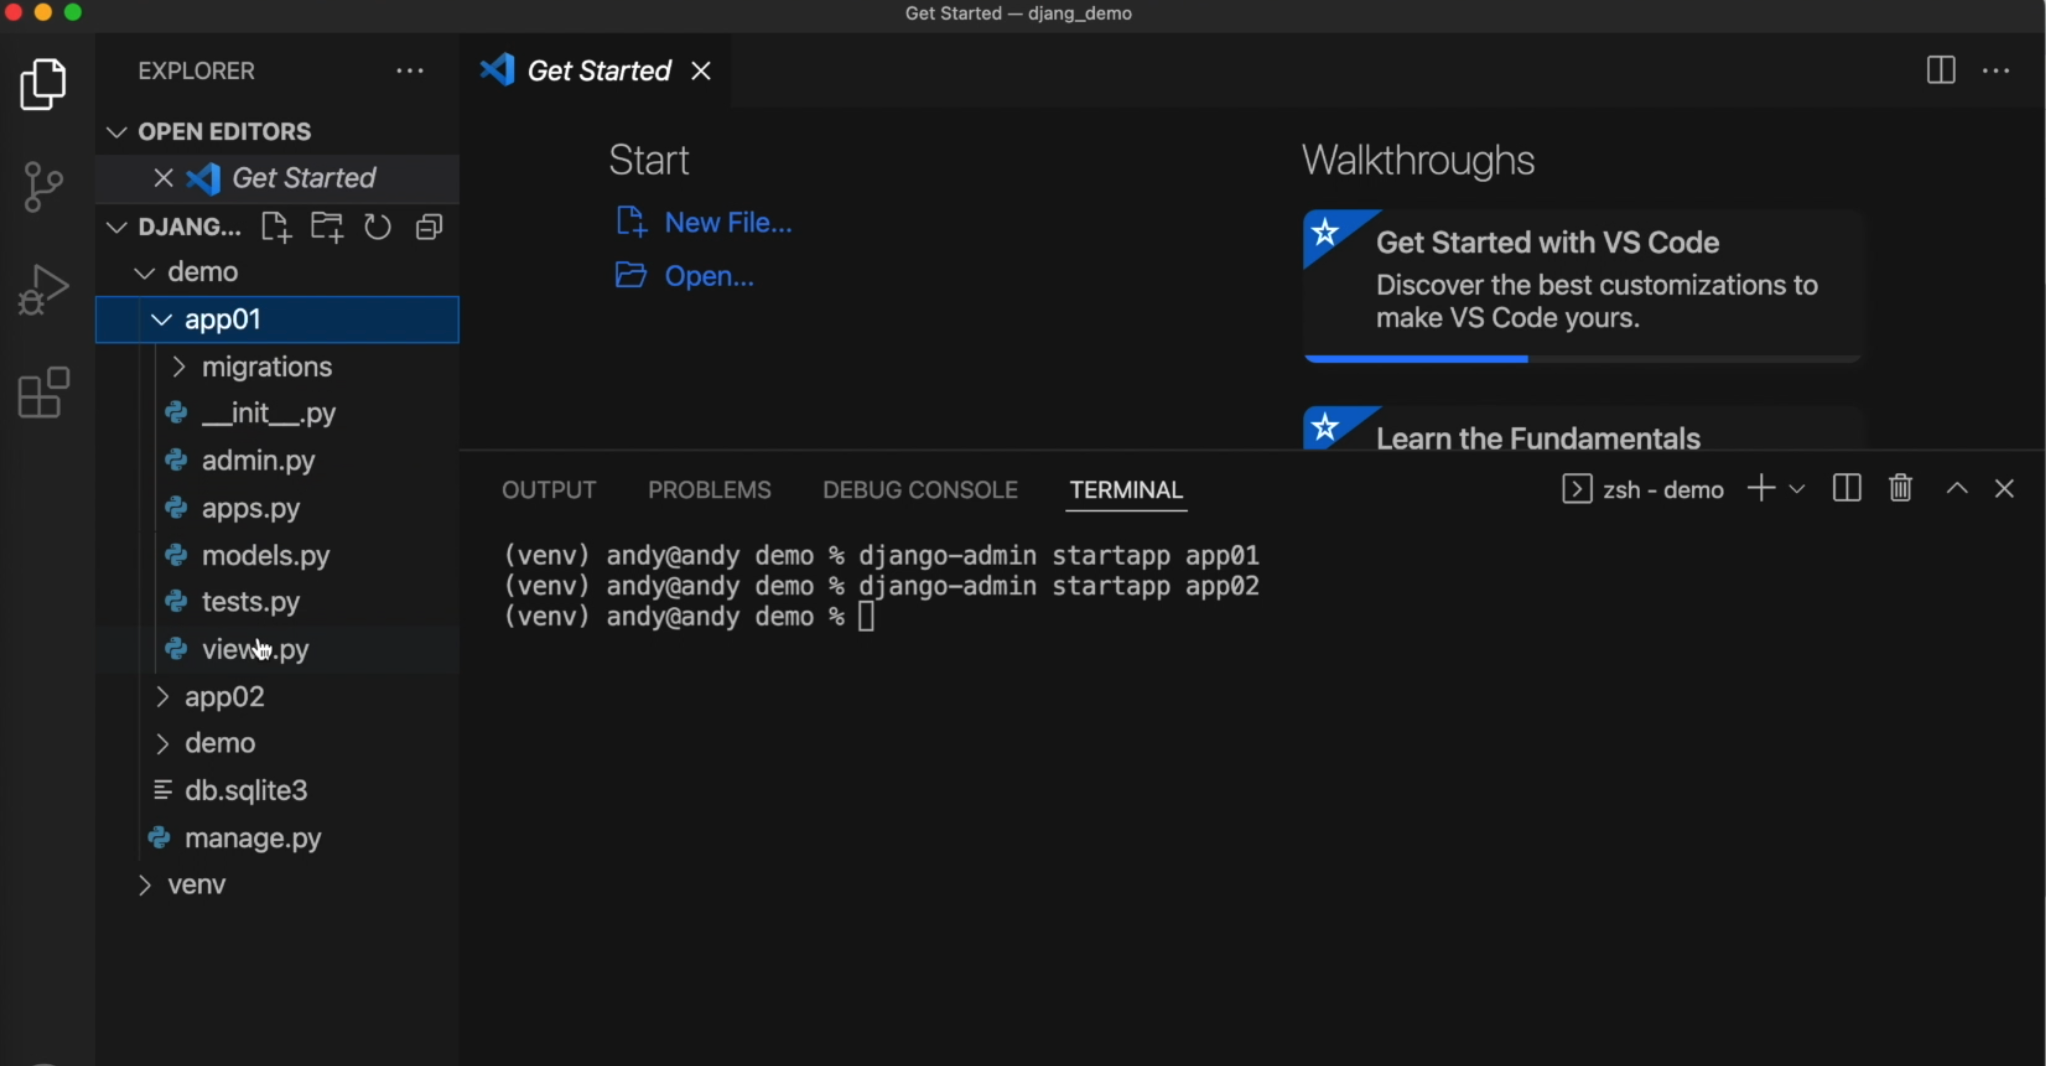 Get Started — djang_demo
EXPLORER
OPEN EDITORS
Get Started
DJANG...
demo
app01
migrations
__init__.py
admin.py
apps.py
models.py
tests.py
app02
demo
db.sqlite3
manage.py
venv
Get Started
Start
New File...
Open...
Walkthroughs
Get Started with VS Code
Discover the best customizations to
make VS Code yours.
Learn the Fundamentals
OUTPUT PROBLEMS DEBUG CONSOLE TERMINAL zsh - demo
(venv) andy@andy demo % django-admin startapp app01
(venv) andy@andy demo % django-admin startapp app02
(venv) andy@andy demo %